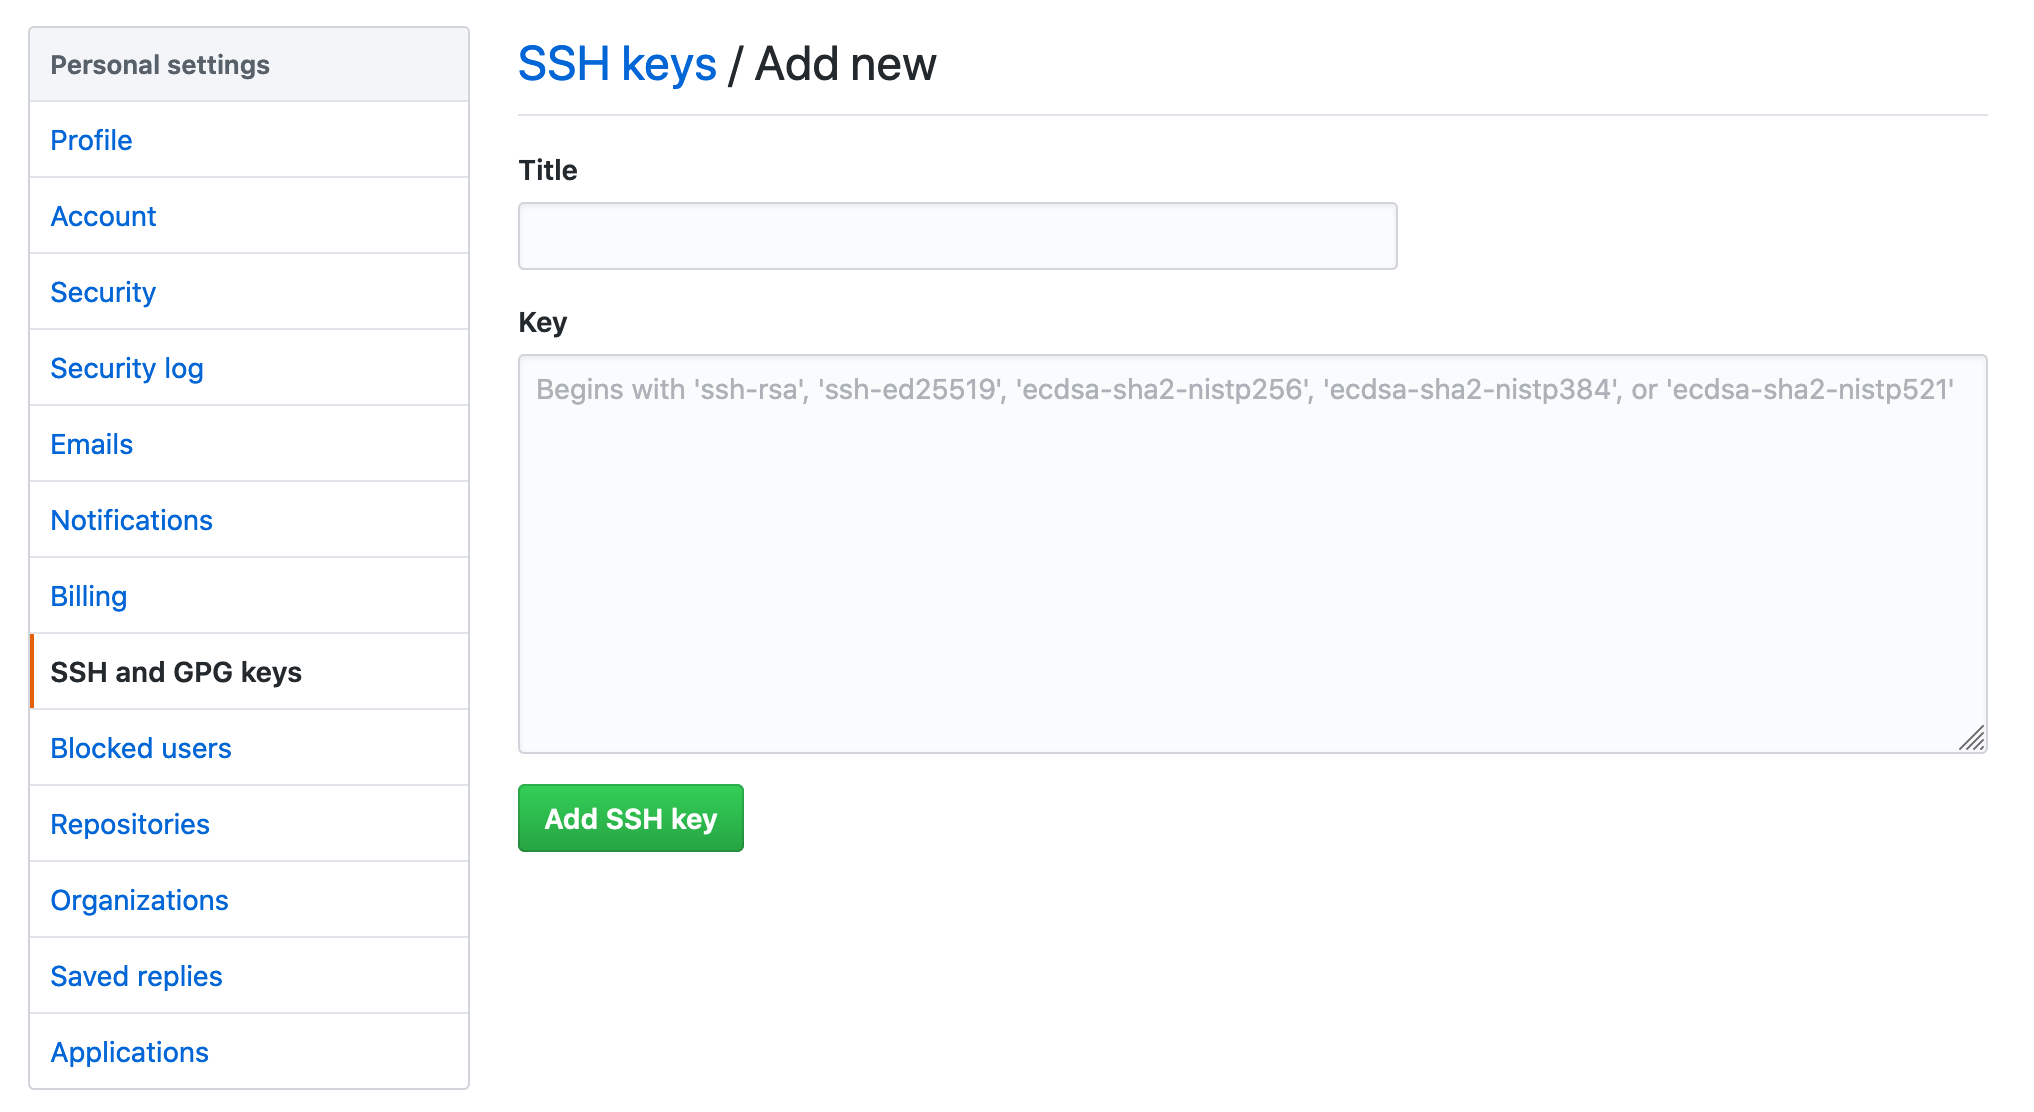 Personal settings
Profile
Account
Security
Security log
Emails
Notifications
Billing
SSH and GPG keys
Blocked users
Repositories
Organizations
Saved replies
Applications
SSH keys / Add new
Title
Key
Begins with 'ssh-rsa', 'ssh-ed25519', 'ecdsa-sha2-nistp256', 'ecdsa-sha2-nistp384', or 'ecdsa-sha2-nistp521'
Add SSH key